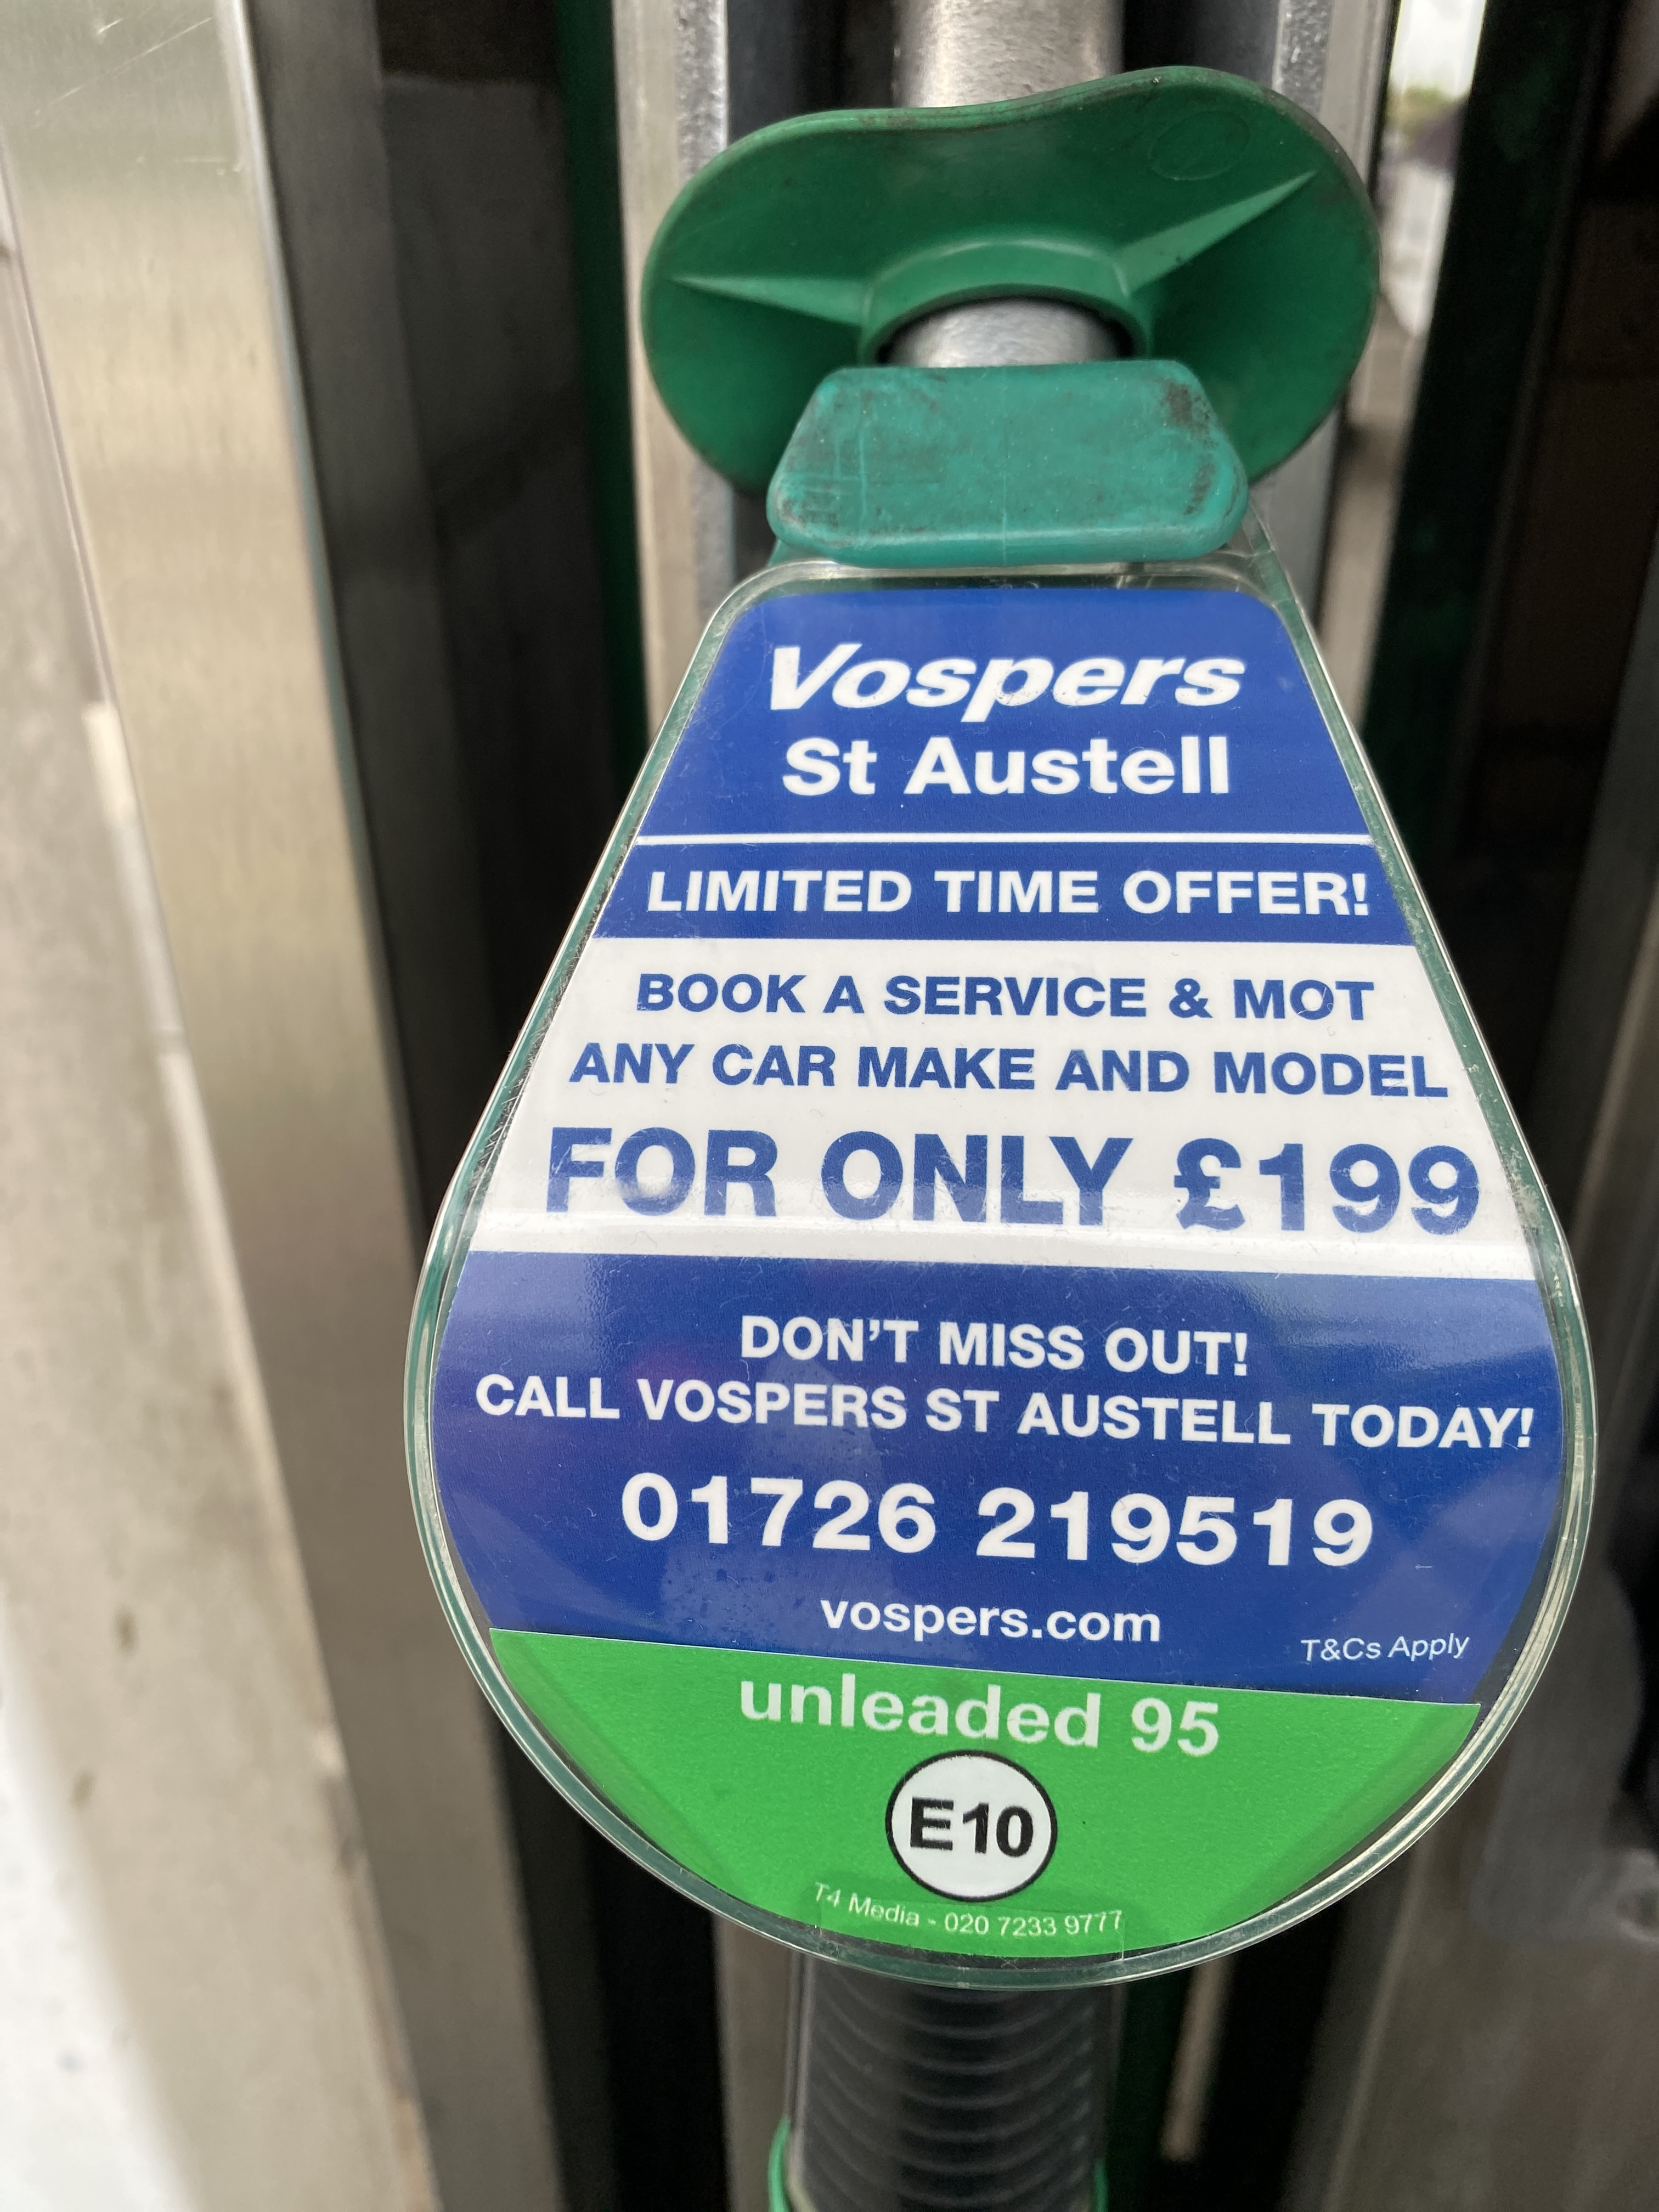 Vospers
St Austell
LIMITED TIME OFFER!
BOOK A SERVICE & MOT
ANY CAR MAKE AND MODEL
FOR ONLY £199
DON'T MISS OUT!
CALL VOSPERS ST AUSTELL TODAY!
01726 219519
vospers.com
T&Cs Apply
unleaded 95
E10
T4 Media - 020 7233 9777